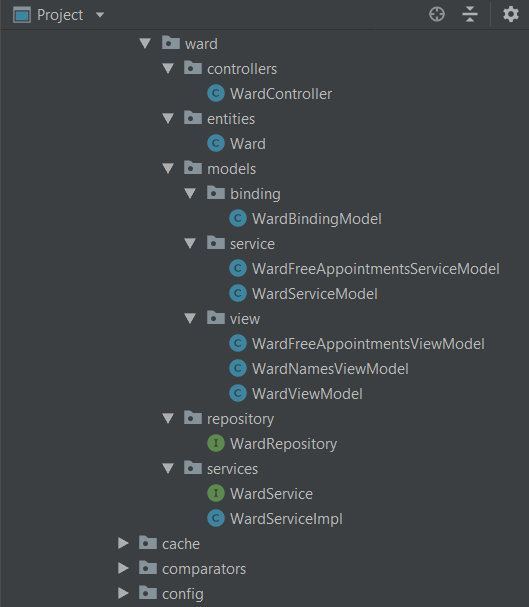 Project
ward
controllers
C WardController
entities
C Ward
models
binding
C WardBindingModel
service
C WardFreeAppointmentsServiceModel
C WardServiceModel
view
C WardFreeAppointmentsViewModel
C WardNamesViewModel
C WardViewModel
repository
I WardRepository
services
I WardService
C WardServiceImpl
cache
comparators
config